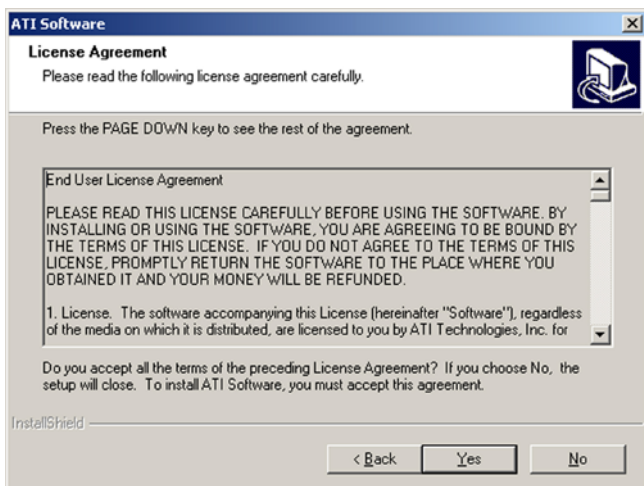 ATI Software
License Agreement
Please read the following license agreement carefully.
Press the PAGE DOWN key to see the rest of the agreement.
End User License Agreement
PLEASE READ THIS LICENSE CAREFULLY BEFORE USING THE SOFTWARE. BY
INSTALLING OR USING THE SOFTWARE, YOU ARE AGREEING TO BE BOUND BY
THE TERMS OF THIS LICENSE. IF YOU DO NOT AGREE TO THE TERMS OF THIS
LICENSE, PROMPTLY RETURN THE SOFTWARE TO THE PLACE WHERE YOU
OBTAINED IT AND YOUR MONEY WILL BE REFUNDED.
1. License. The software accompanying this License (hereinafter "Software"), regardless
of the media on which it is distributed, are licensed to you by ATI Technologies, Inc. for
Do you accept all the terms of the preceding License Agreement? If you choose No, the
setup will close. To install ATI Software, you must accept this agreement.
InstallShield
< Back Yes No